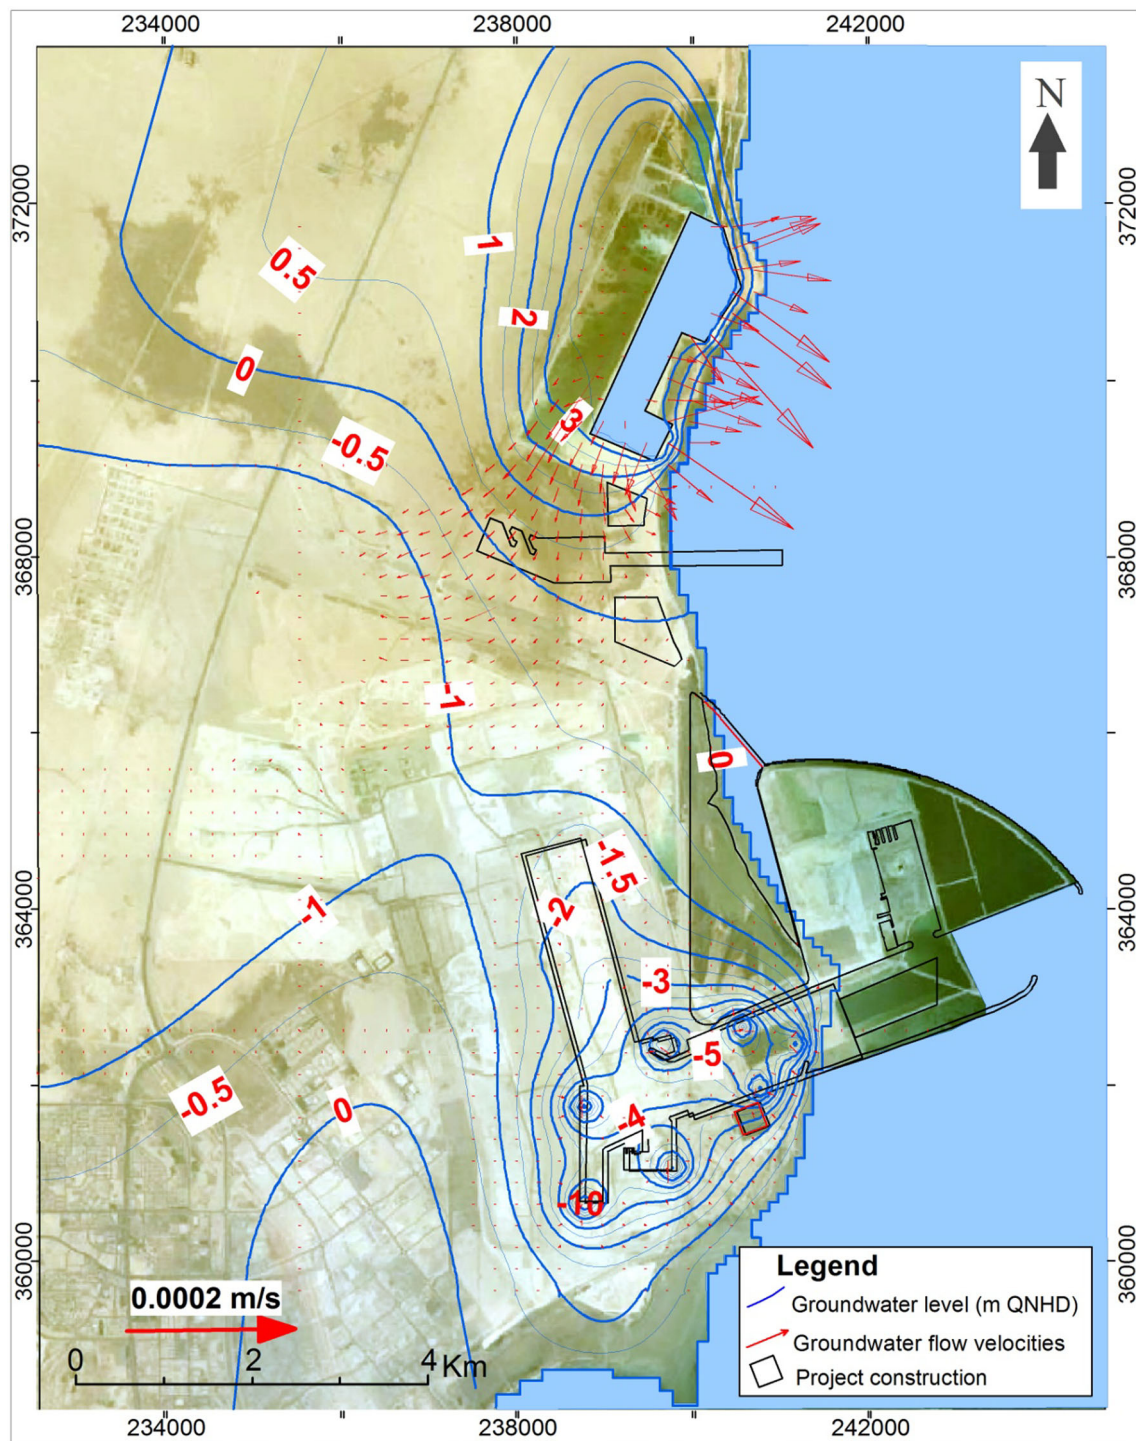 234000 238000 242000
N
372000 372000
1
0.5
2
0
3
-0.5
368000 368000
-1
0
-1.5
364000 364000
-1
-2
-3
-5
-0.5
0
-4
-10
360000 360000
Legend
Groundwater level (m QNHD)
Groundwater flow velocities
Project construction
0.0002 m/s
0 2 4 Km
234000 238000 242000